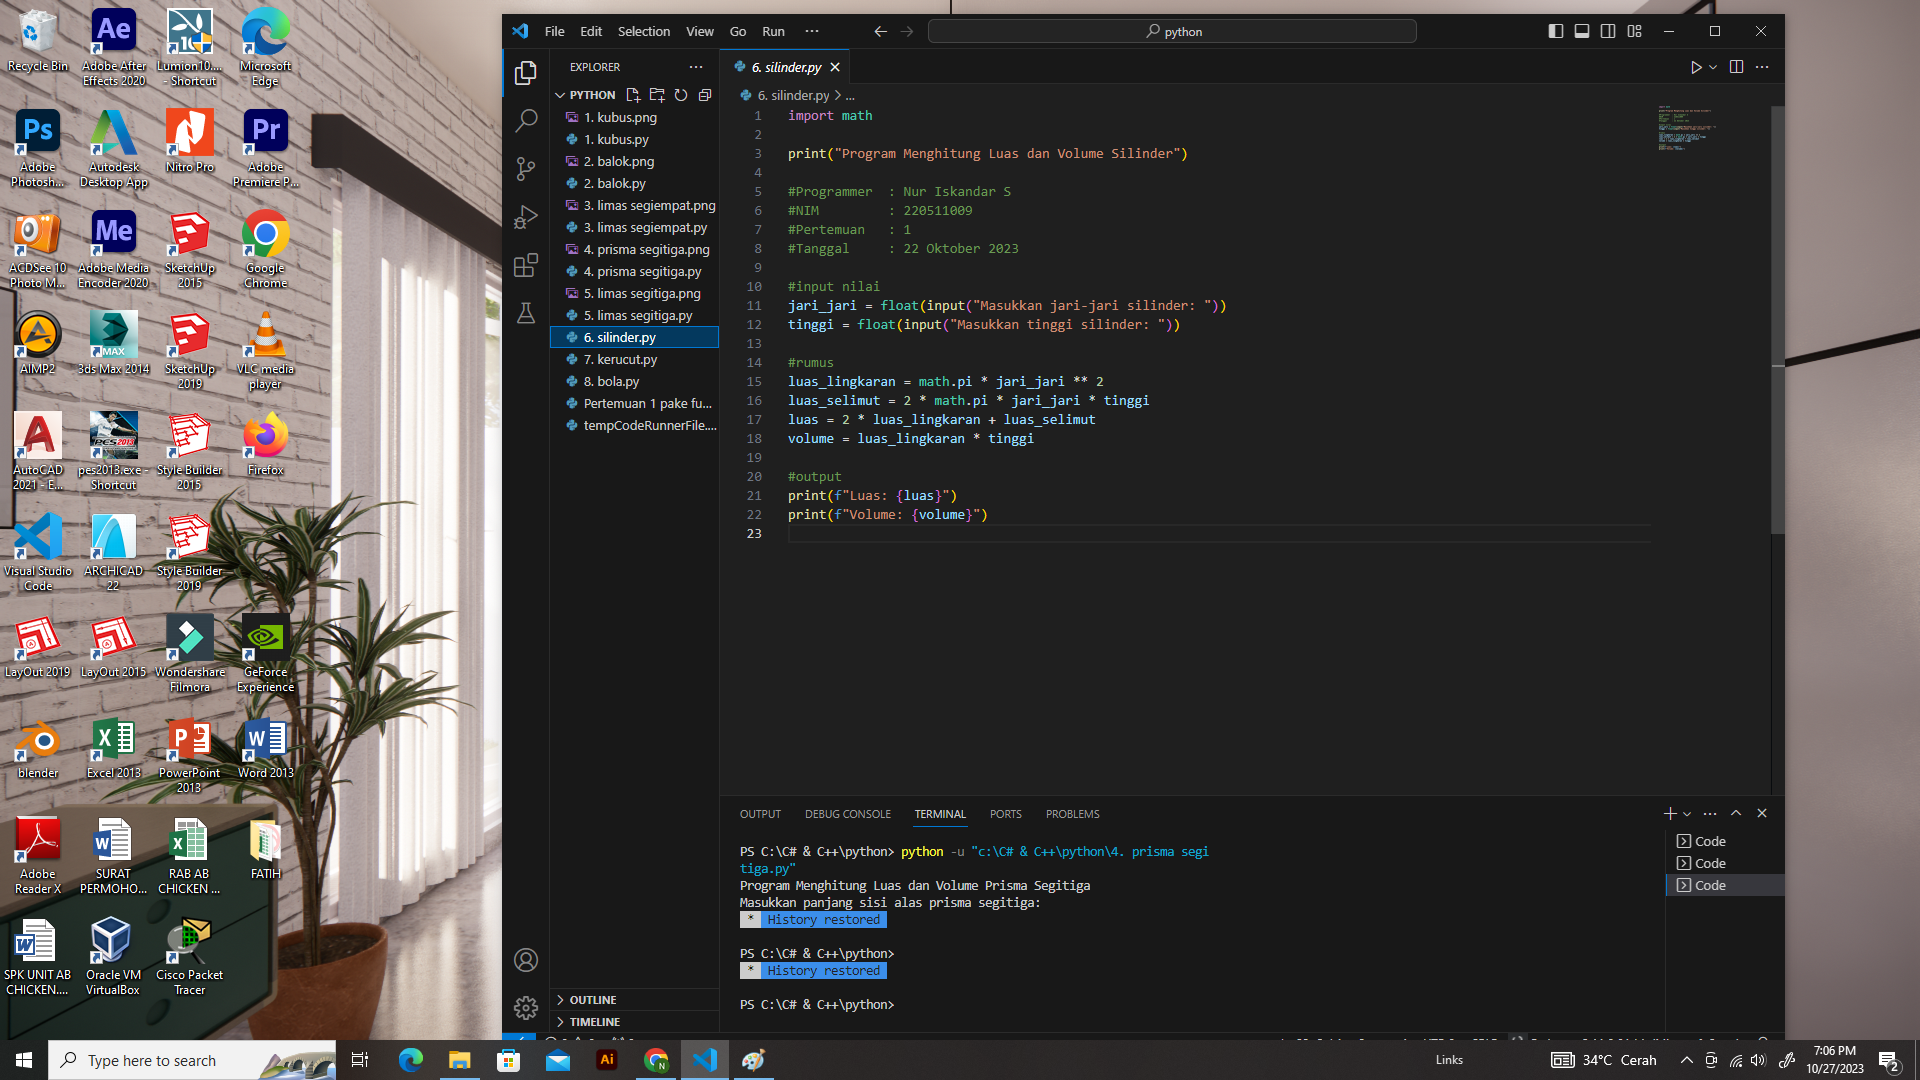 Recycle Bin
Adobe After Effects 2020
Lumion10.... - Shortcut
Microsoft Edge
Adobe Photosh...
Autodesk Desktop App
Nitro Pro
Adobe Premiere P...
ACDSee 10 Photo M...
Adobe Media Encoder 2020
SketchUp 2015
Google Chrome
AIMP2
3ds Max 2014
SketchUp 2019
VLC media player
AutoCAD 2021 - E...
pes2013.exe - Shortcut
Style Builder 2015
Firefox
Visual Studio Code
ARCHICAD 22
Style Builder 2019
LayOut 2019
LayOut 2015
Wondershare Filmora
GeForce Experience
blender
Excel 2013
PowerPoint 2013
Word 2013
Adobe Reader X
SURAT PERMOHO...
RAB AB CHICKEN ...
FATIH
SPK UNIT AB CHICKEN....
Oracle VM VirtualBox
Cisco Packet Tracer
File Edit Selection View Go Run ...
python
EXPLORER
PYTHON
1. kubus.png
1. kubus.py
2. balok.png
2. balok.py
3. limas segiempat.png
3. limas segiempat.py
4. prisma segitiga.png
4. prisma segitiga.py
5. limas segitiga.png
5. limas segitiga.py
6. silinder.py
7. kerucut.py
8. bola.py
Pertemuan 1 pake fu...
tempCodeRunnerFile....
OUTLINE
TIMELINE
6. silinder.py
6. silinder.py > ...
1 import math
2
3 print("Program Menghitung Luas dan Volume Silinder")
4
5 #Programmer : Nur Iskandar S
6 #NIM : 220511009
7 #Pertemuan : 1
8 #Tanggal : 22 Oktober 2023
9
10 #input nilai
11 jari_jari = float(input("Masukkan jari-jari silinder: "))
12 tinggi = float(input("Masukkan tinggi silinder: "))
13
14 #rumus
15 luas_lingkaran = math.pi * jari_jari ** 2
16 luas_selimut = 2 * math.pi * jari_jari * tinggi
17 luas = 2 * luas_lingkaran + luas_selimut
18 volume = luas_lingkaran * tinggi
19
20 #output
21 print(f"Luas: {luas}")
22 print(f"Volume: {volume}")
23
OUTPUT DEBUG CONSOLE TERMINAL PORTS PROBLEMS
PS C:\C# & C++\python> python -u "c:\C# & C++\python\4. prisma segi
tiga.py"
Program Menghitung Luas dan Volume Prisma Segitiga
Masukkan panjang sisi alas prisma segitiga:
* History restored
PS C:\C# & C++\python>
* History restored
PS C:\C# & C++\python>
Code
Code
Code
Type here to search
Links
34°C Cerah
7:06 PM
10/27/2023
2